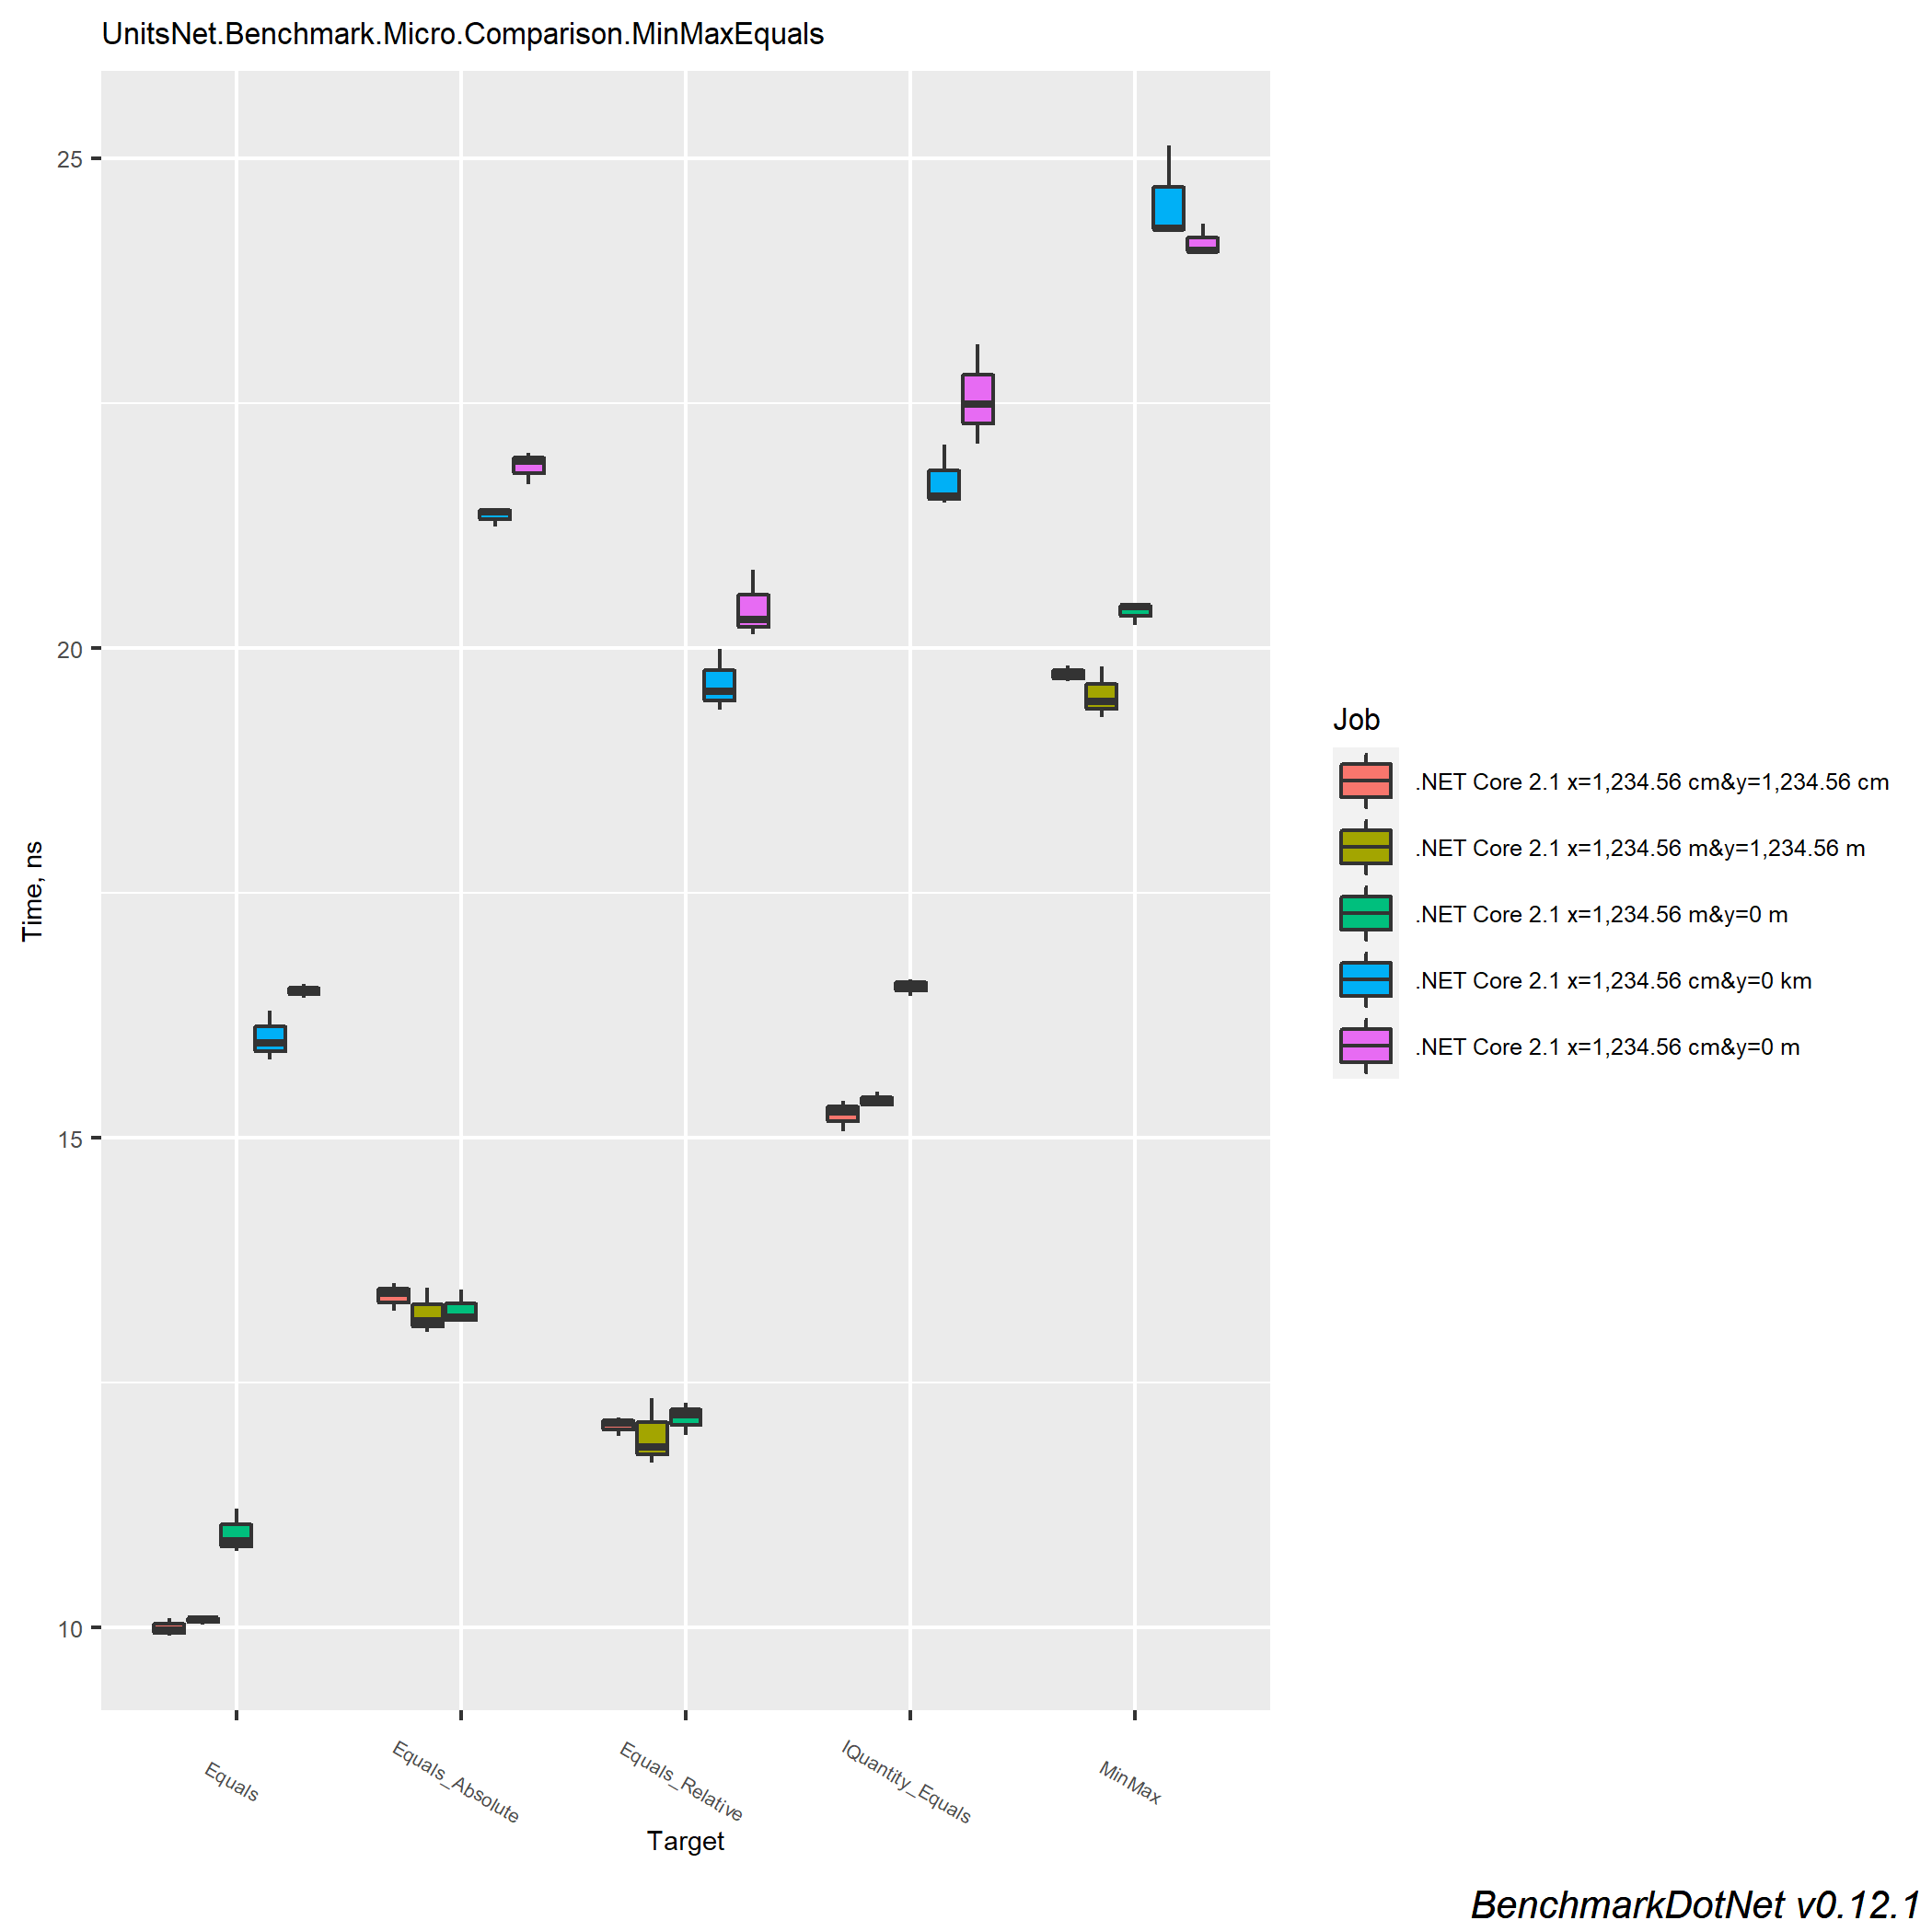 UnitsNet.Benchmark.Micro.Comparison.MinMaxEquals
25
20
15
10
Time, ns
Equals
Equals_Absolute
Equals_Relative
IQuantity_Equals
MinMax
Target
Job
.NET Core 2.1 x=1,234.56 cm&y=1,234.56 cm
.NET Core 2.1 x=1,234.56 m&y=1,234.56 m
.NET Core 2.1 x=1,234.56 m&y=0 m
.NET Core 2.1 x=1,234.56 cm&y=0 km
.NET Core 2.1 x=1,234.56 cm&y=0 m
BenchmarkDotNet v0.12.1